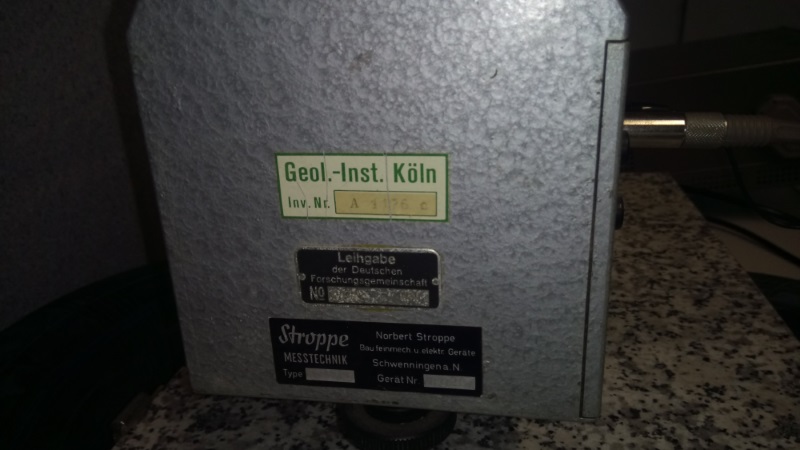 Geol.-Inst. Köln
Inv. Nr.
Leihgabe
der Deutschen
Forschungsgemeinschaft
No
Stroppe
MESSTECHNIK
Type
Norbert Stroppe
Bau feinmech u. elektr. Geräte
Schwenningen a. N.
Gerät Nr